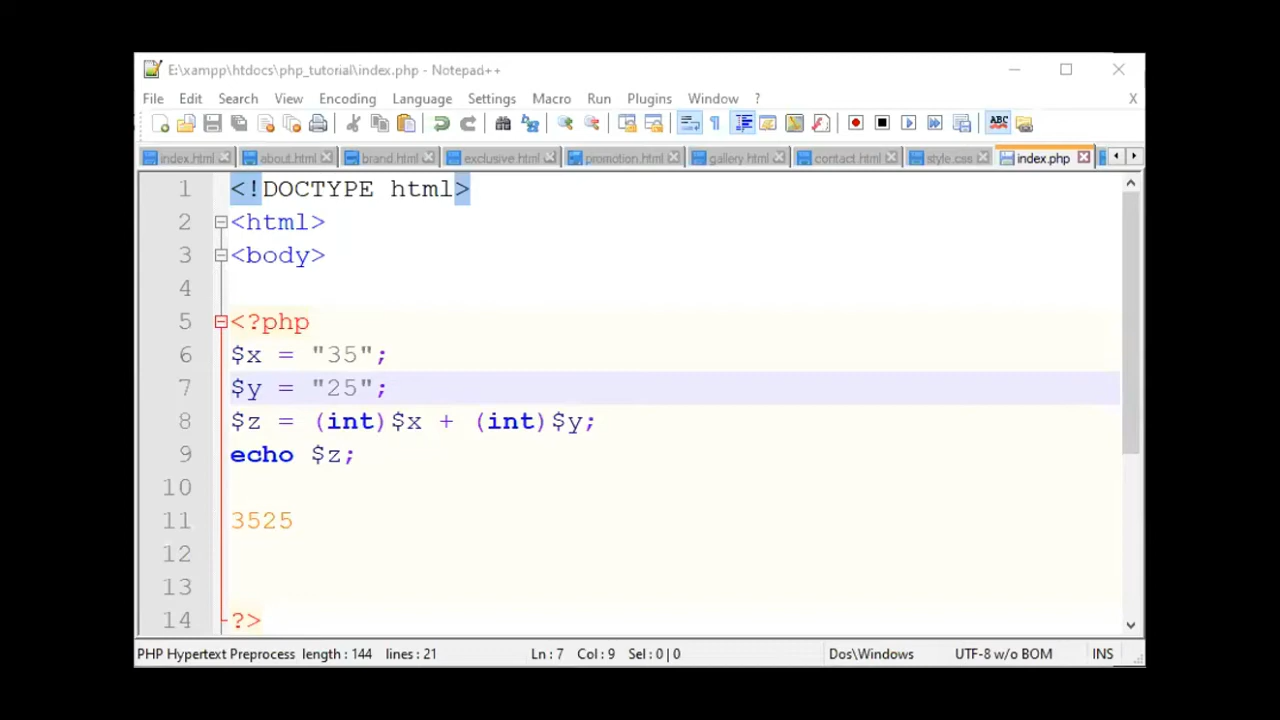 E:\xampp\htdocs\php_tutorial\index.php - Notepad++
File Edit Search View Encoding Language Settings Macro Run Plugins Window ? X
ABC
index.html about.html brand.html exclusive.html promotion.html gallery.html contact.html style.css index.php
1 <!DOCTYPE html>
2 <html>
3 <body>
4
5 <?php
6 $x = "35";
7 $y = "25";
8 $z = (int)$x + (int)$y;
9 echo $z;
10
11 3525
12
13
14 ?>
PHP Hypertext Preprocess length : 144 lines : 21 Ln : 7 Col : 9 Sel : 0 | 0 Dos\Windows UTF-8 w/o BOM INS